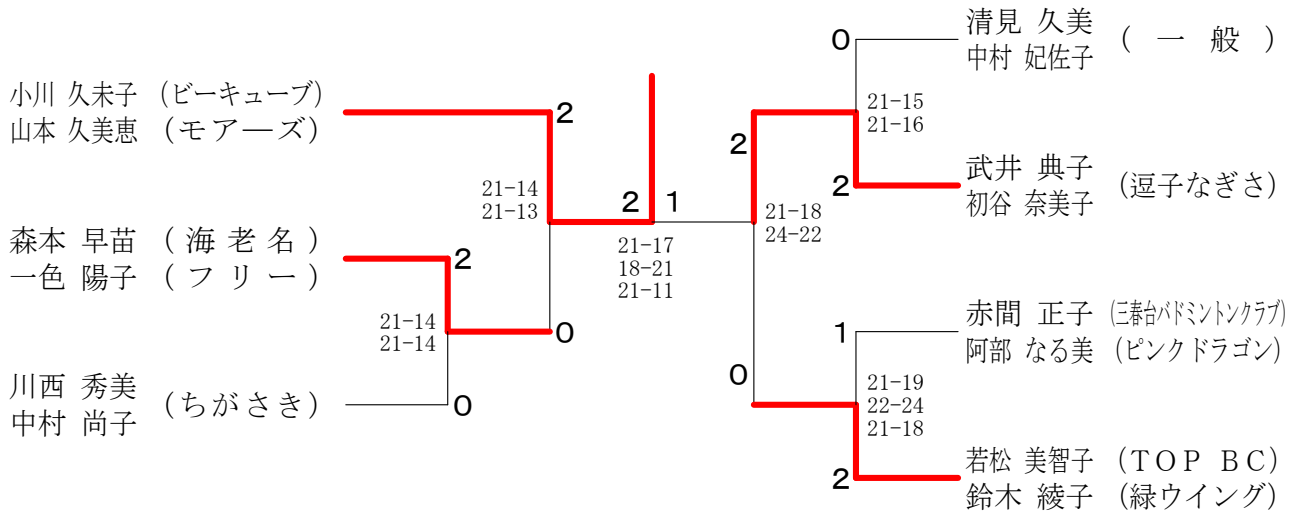 小川 久未子 (ビーキューブ)
山本 久美恵 (モアーズ)
森本 早苗 (海老名)
一色 陽子 (フリー)
川西 秀美
中村 尚子
(ちがさき)
2
21-14
21-13
2
21-14
21-14
0
0
2
1
21-17
18-21
21-11
2
21-18
24-22
0
0
21-15
21-16
2
1
21-19
22-24
21-18
2
清見 久美
中村 妃佐子
(一般)
武井 典子
初谷 奈美子
(逗子なぎさ)
赤間 正子 (三春台バドミントンクラブ)
阿部 なる美 (ピンクドラゴン)
若松 美智子 (TOP BC)
鈴木 綾子 (緑ウイング)